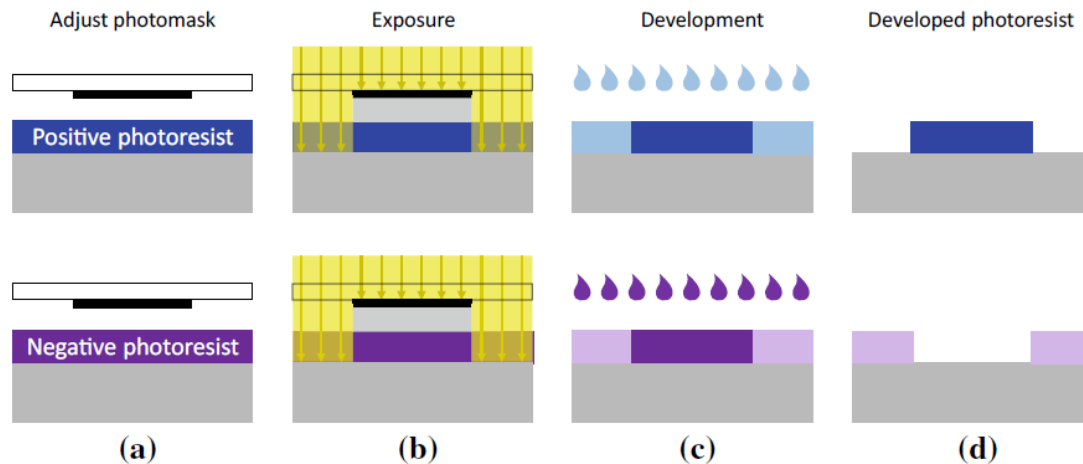 Adjust photomask
Exposure
Development
Developed photoresist
Positive photoresist
Negative photoresist
(a)
(b)
(c)
(d)